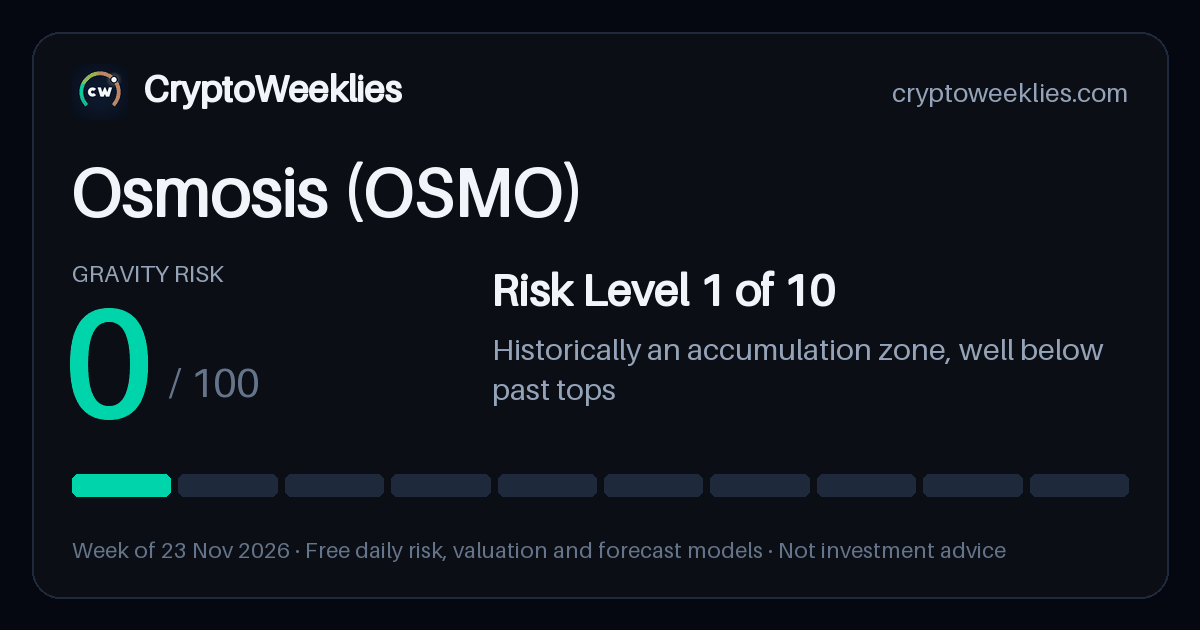 CW
CryptoWeeklies
cryptoweeklies.com
Osmosis (OSMO)
GRAVITY RISK
0 / 100
Risk Level 1 of 10
Historically an accumulation zone, well below
past tops
Week of 23 Nov 2026 · Free daily risk, valuation and forecast models · Not investment advice